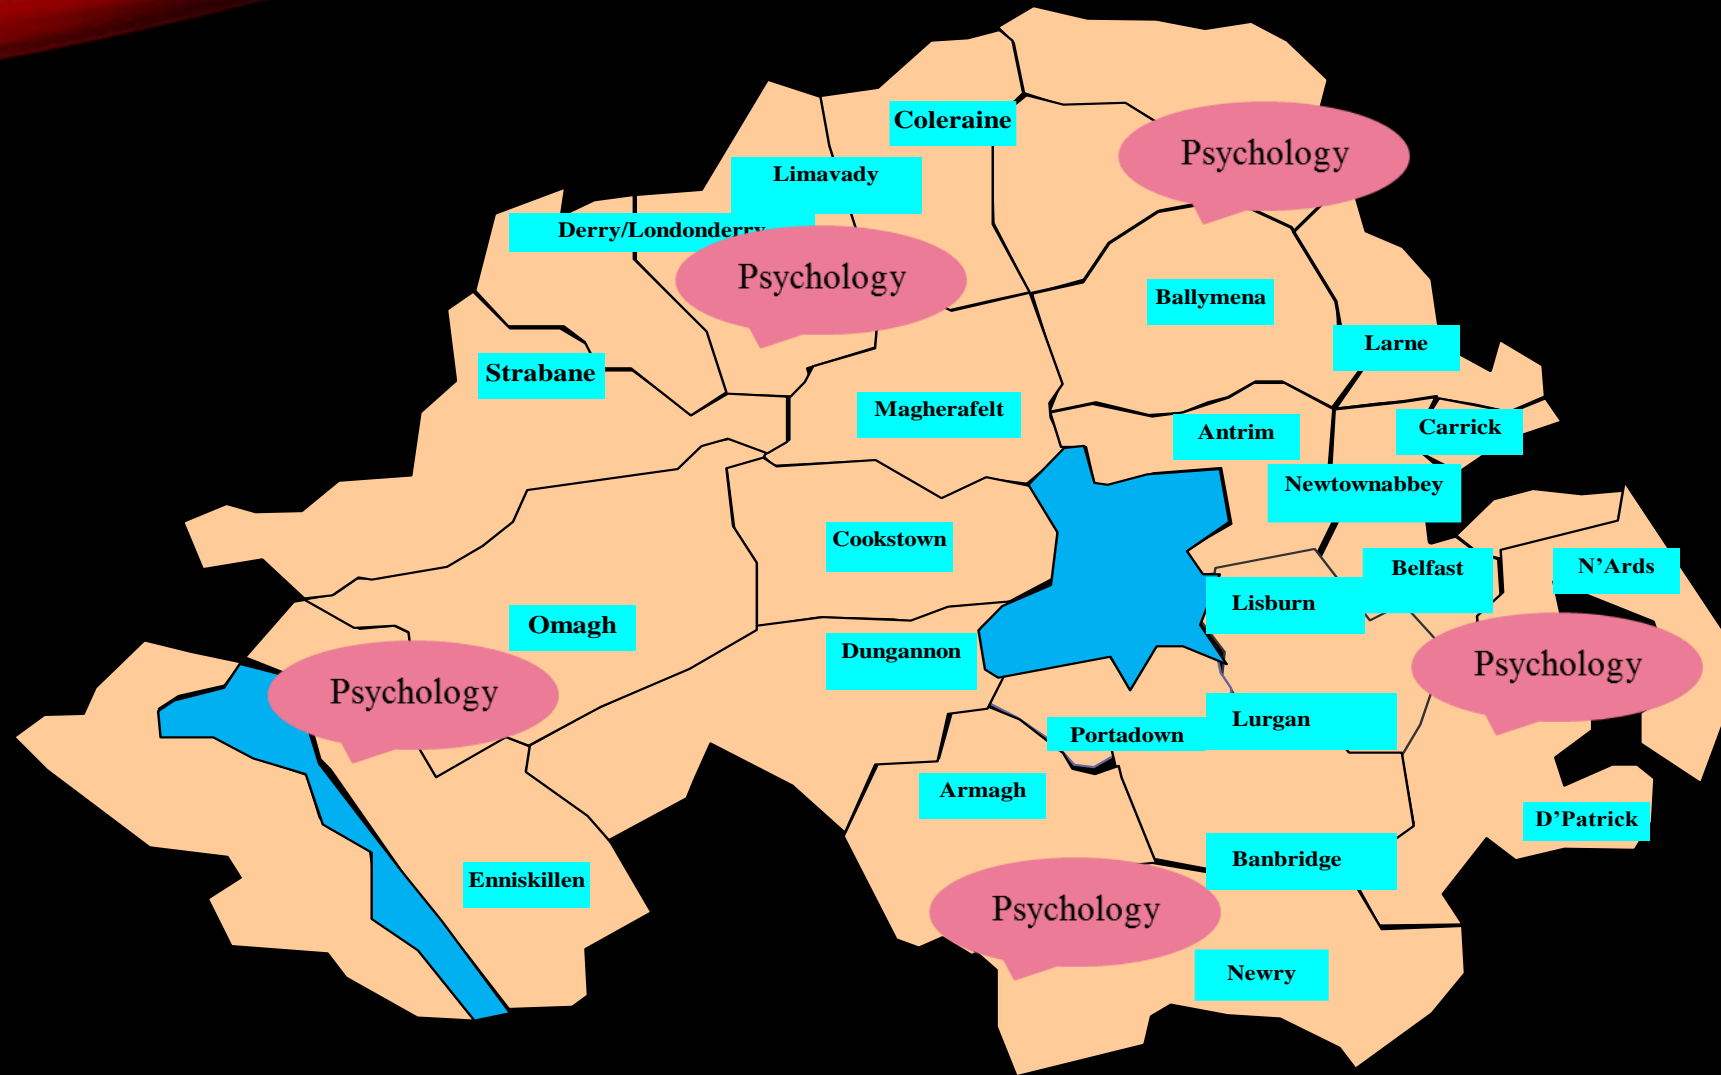 Coleraine
Psychology
Limavady
Derry/Londonderry
Psychology
Ballymena
Larne
Strabane
Magherafelt
Antrim
Carrick
Newtownabbey
Cookstown
Belfast
N’Ards
Lisburn
Omagh
Dungannon
Psychology
Psychology
Lurgan
Portadown
Armagh
D’Patrick
Banbridge
Enniskillen
Psychology
Newry